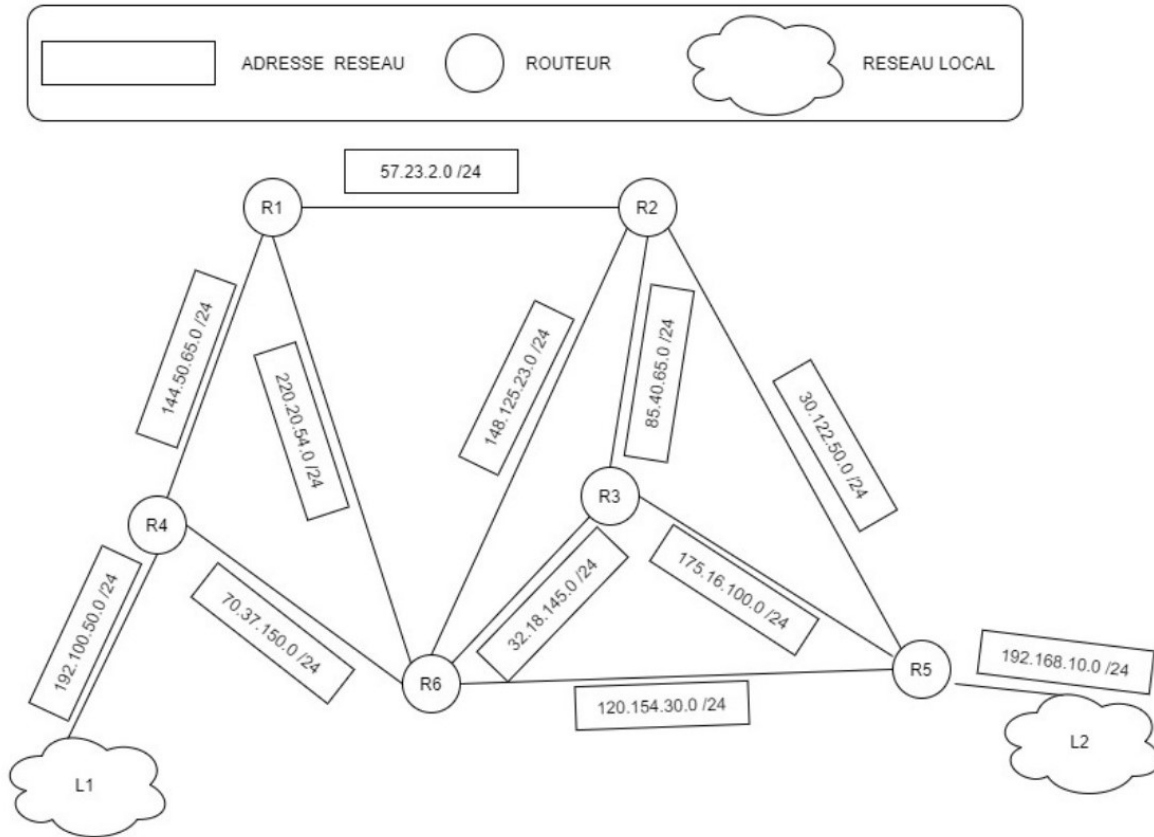 ADRESSE RESEAU
ROUTEUR
RESEAU LOCAL
57.23.2.0 /24
R1
R2
144.50.65.0 /24
220.20.54.0 /24
148.125.23.0 /24
85.40.65.0 /24
30.122.50.0 /24
R3
R4
192.100.50.0 /24
70.37.150.0 /24
32.18.145.0 /24
175.16.100.0 /24
R6
R5
192.168.10.0 /24
120.154.30.0 /24
L1
L2